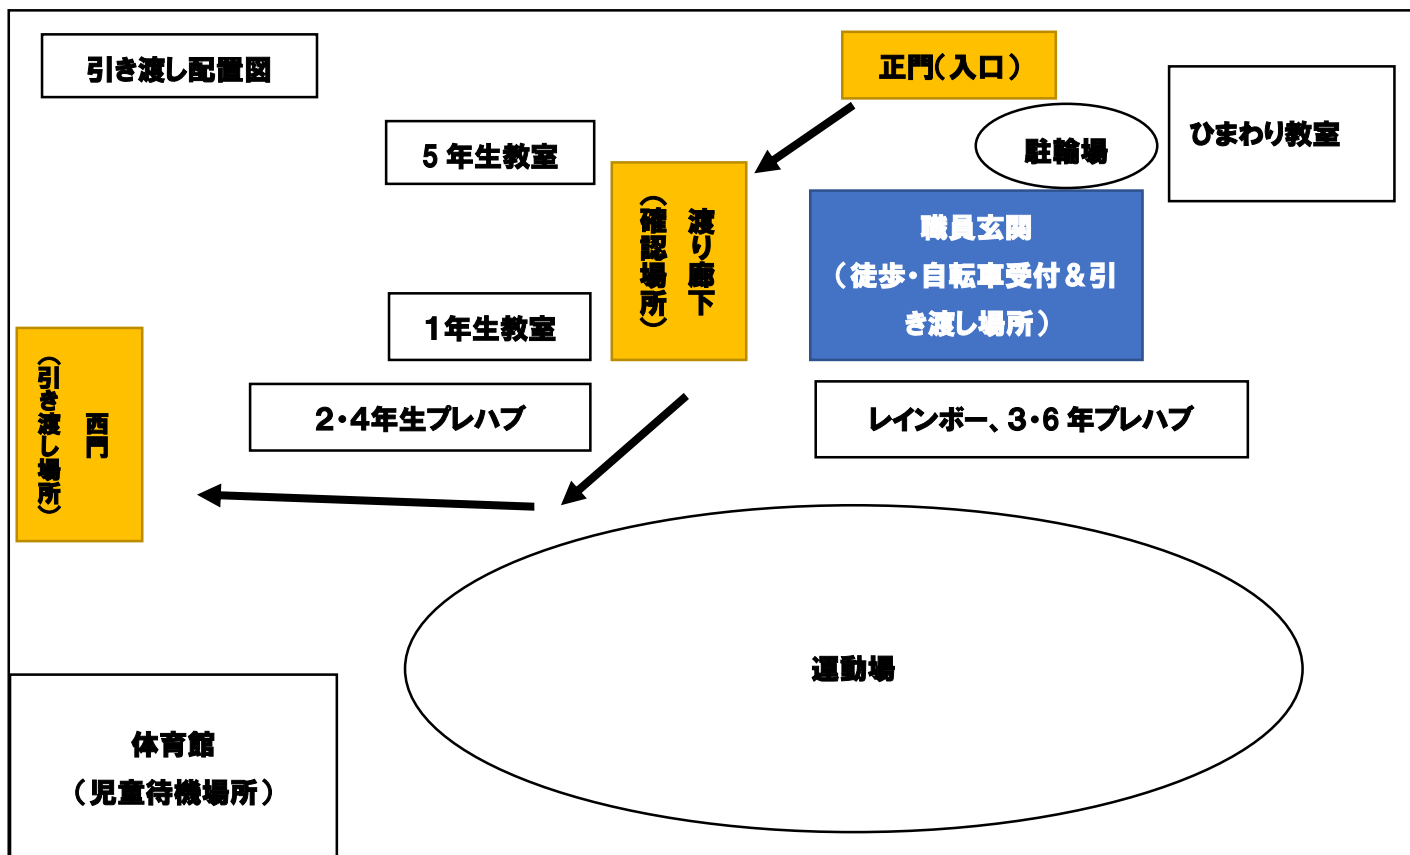 引き渡し配置図
正門(入口)
ひまわり教室
駐輪場
5 年生教室
渡り廊下
(確認場所)
職員玄関
(徒歩・自転車受付&引
き渡し場所)
1年生教室
西門
(引き渡し場所)
2・4年生プレハブ
レインボー、3・6 年プレハブ
運動場
体育館
(児童待機場所)